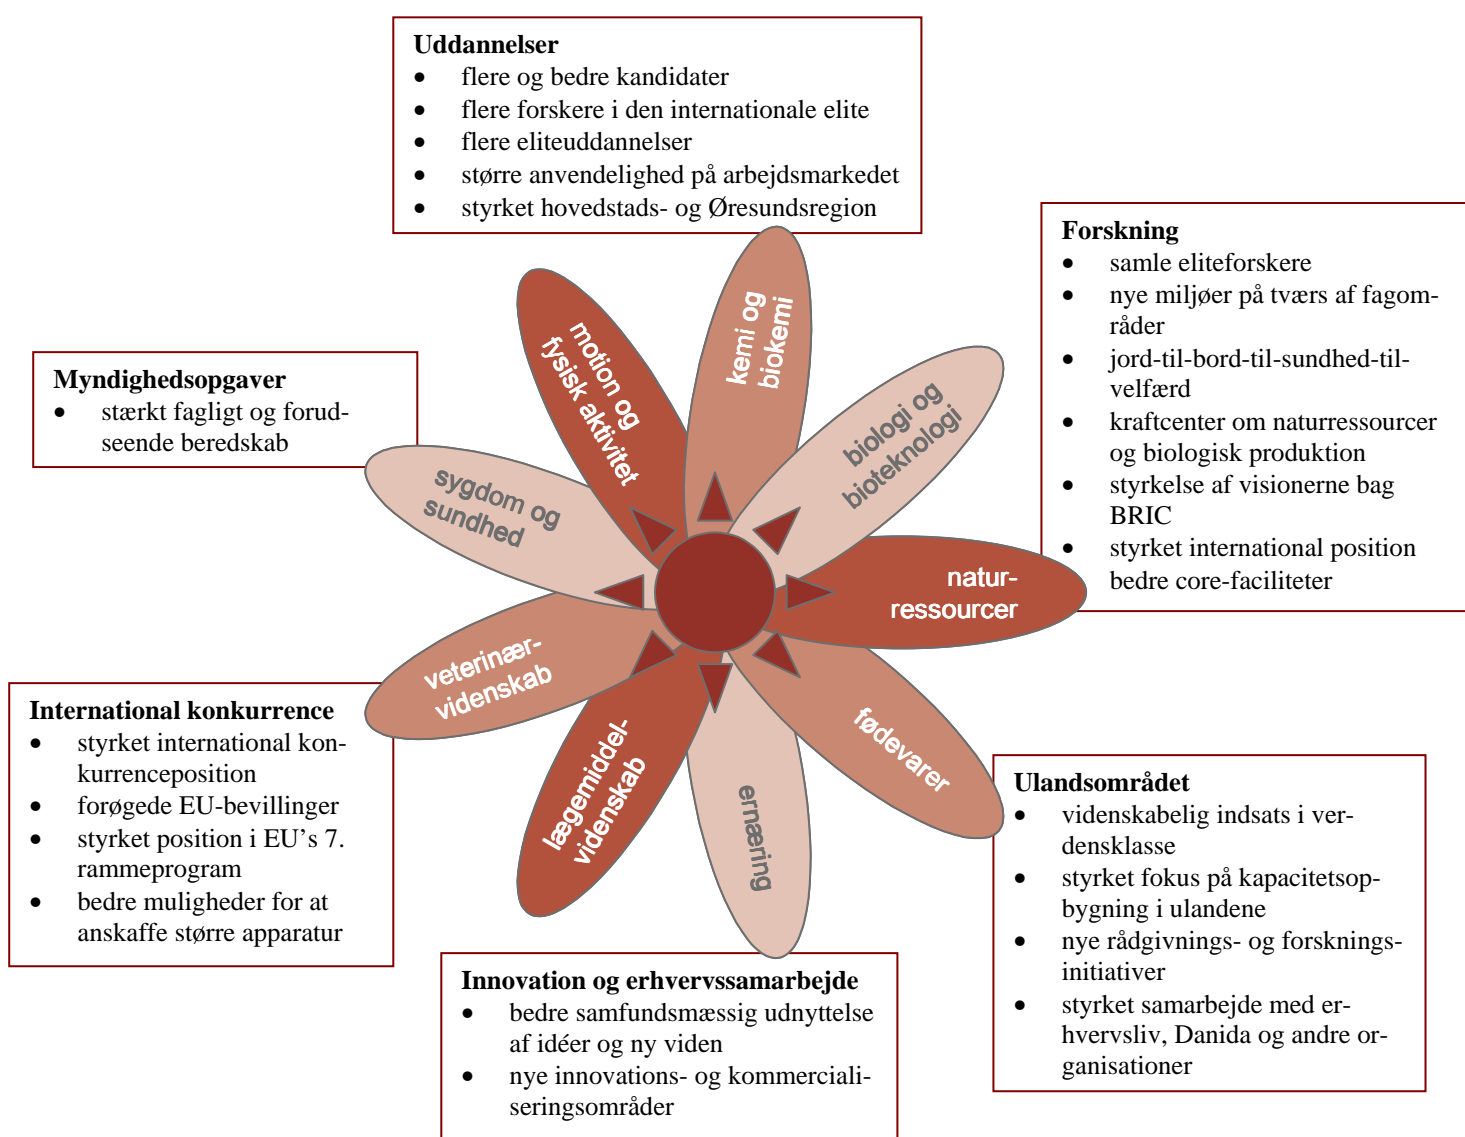 Uddannelser
• flere og bedre kandidater
• flere forskere i den internationale elite
• flere eliteuddannelser
• større anvendelighed på arbejdsmarkedet
• styrket hovedstads- og Øresundsregion
Forskning
• samle eliteforskere
• nye miljøer på tværs af fagom-
råder
• jord-til-bord-til-sundhed-til-
velfærd
• kraftcenter om naturressourcer
og biologisk produktion
• styrkelse af visionerne bag
BRIC
• styrket international position
bedre core-faciliteter
Myndighedsopgaver
• stærkt fagligt og forud-
seende beredskab
motion og
fysisk aktivitet
kemi og
biokemi
biologi og
bioteknologi
sygdom og
sundhed
natur-
ressourcer
veterinær-
videnskab
lægemiddel-
videnskab
ernæring
fødevarer
International konkurrence
• styrket international kon-
kurrenceposition
• forøgede EU-bevillinger
• styrket position i EU's 7.
rammeprogram
• bedre muligheder for at
anskaffe større apparatur
Ulandsområdet
• videnskabelig indsats i ver-
densklasse
• styrket fokus på kapacitetsop-
bygning i ulandene
• nye rådgivnings- og forsknings-
initiativer
• styrket samarbejde med er-
hvervsliv, Danida og andre or-
ganisationer
Innovation og erhvervssamarbejde
• bedre samfundsmæssig udnyttelse
af idéer og ny viden
• nye innovations- og kommerciali-
seringsområder